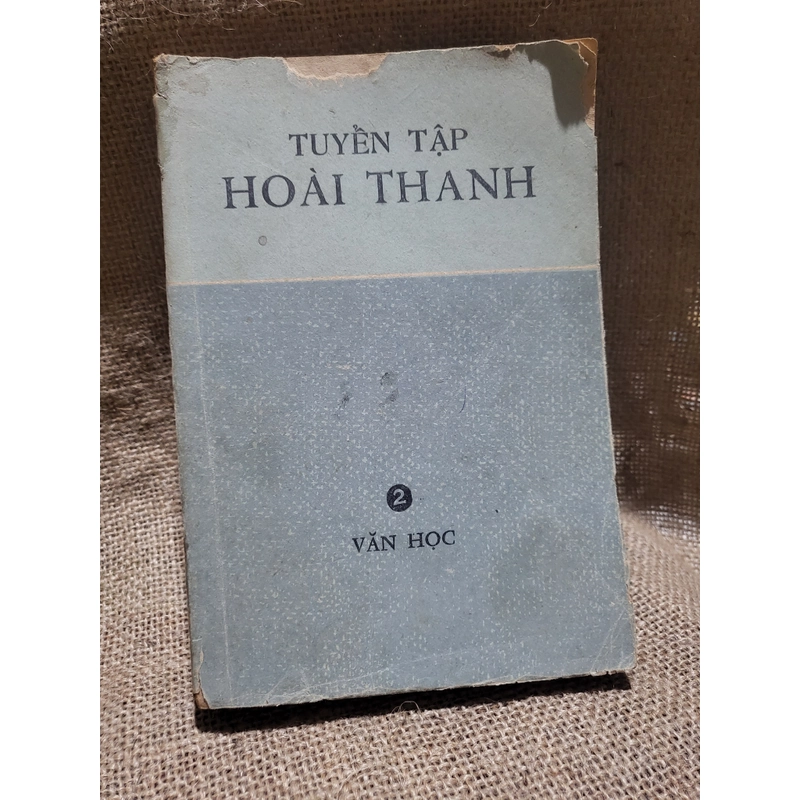 TUYỂN TẬP
HOÀI THANH
2
VĂN HỌC